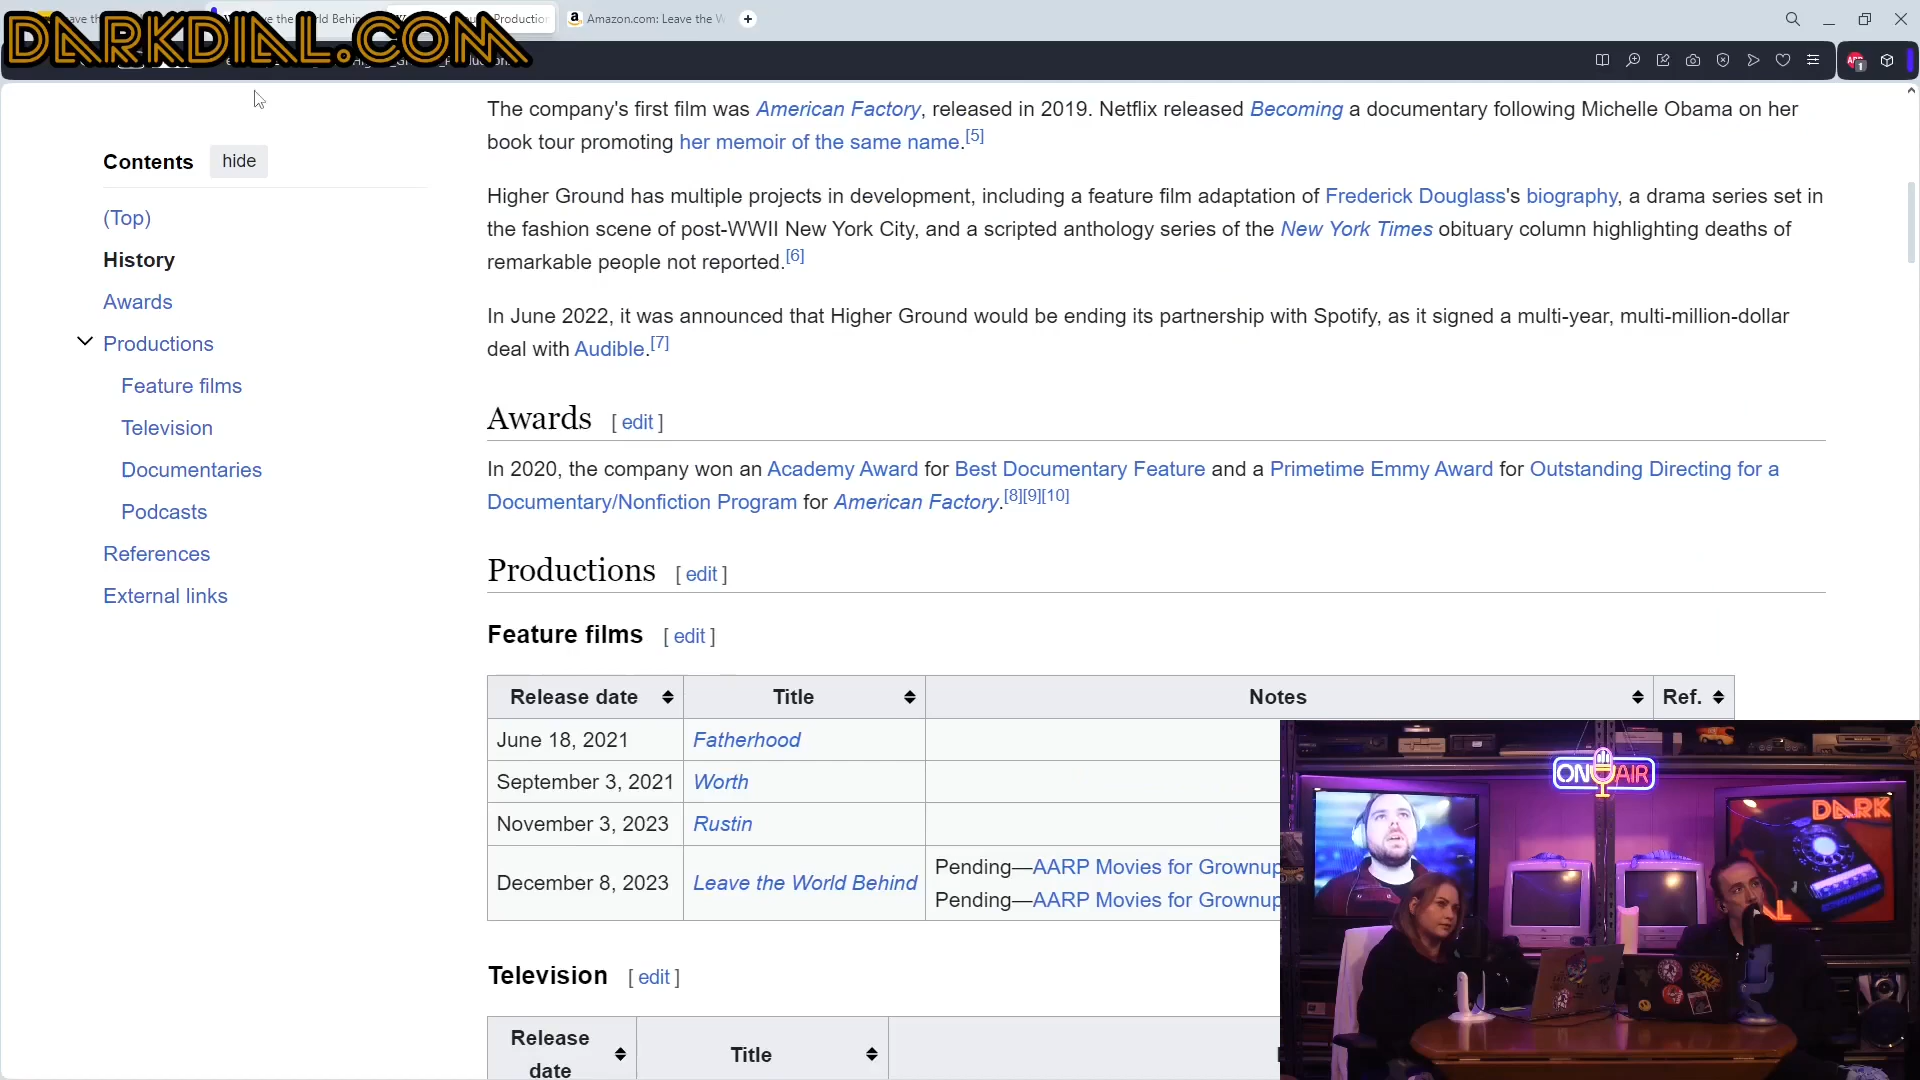 DARKDIAL.COM
Amazon.com: Leave the W
The company's first film was American Factory, released in 2019. Netflix released Becoming a documentary following Michelle Obama on her
book tour promoting her memoir of the same name.[5]
Contents hide
(Top)
History
Awards
Productions
Feature films
Television
Documentaries
Podcasts
References
External links
Higher Ground has multiple projects in development, including a feature film adaptation of Frederick Douglass's biography, a drama series set in
the fashion scene of post-WWII New York City, and a scripted anthology series of the New York Times obituary column highlighting deaths of
remarkable people not reported.[6]
In June 2022, it was announced that Higher Ground would be ending its partnership with Spotify, as it signed a multi-year, multi-million-dollar
deal with Audible.[7]
Awards [ edit ]
In 2020, the company won an Academy Award for Best Documentary Feature and a Primetime Emmy Award for Outstanding Directing for a
Documentary/Nonfiction Program for American Factory.[8][9][10]
Productions [ edit ]
Feature films [ edit ]
Release date Title Notes Ref.
June 18, 2021 Fatherhood
September 3, 2021 Worth
November 3, 2023 Rustin
December 8, 2023 Leave the World Behind
Pending—AARP Movies for Grownup
Pending—AARP Movies for Grownup
Television [ edit ]
Release
date
Title
ON AIR
DARK